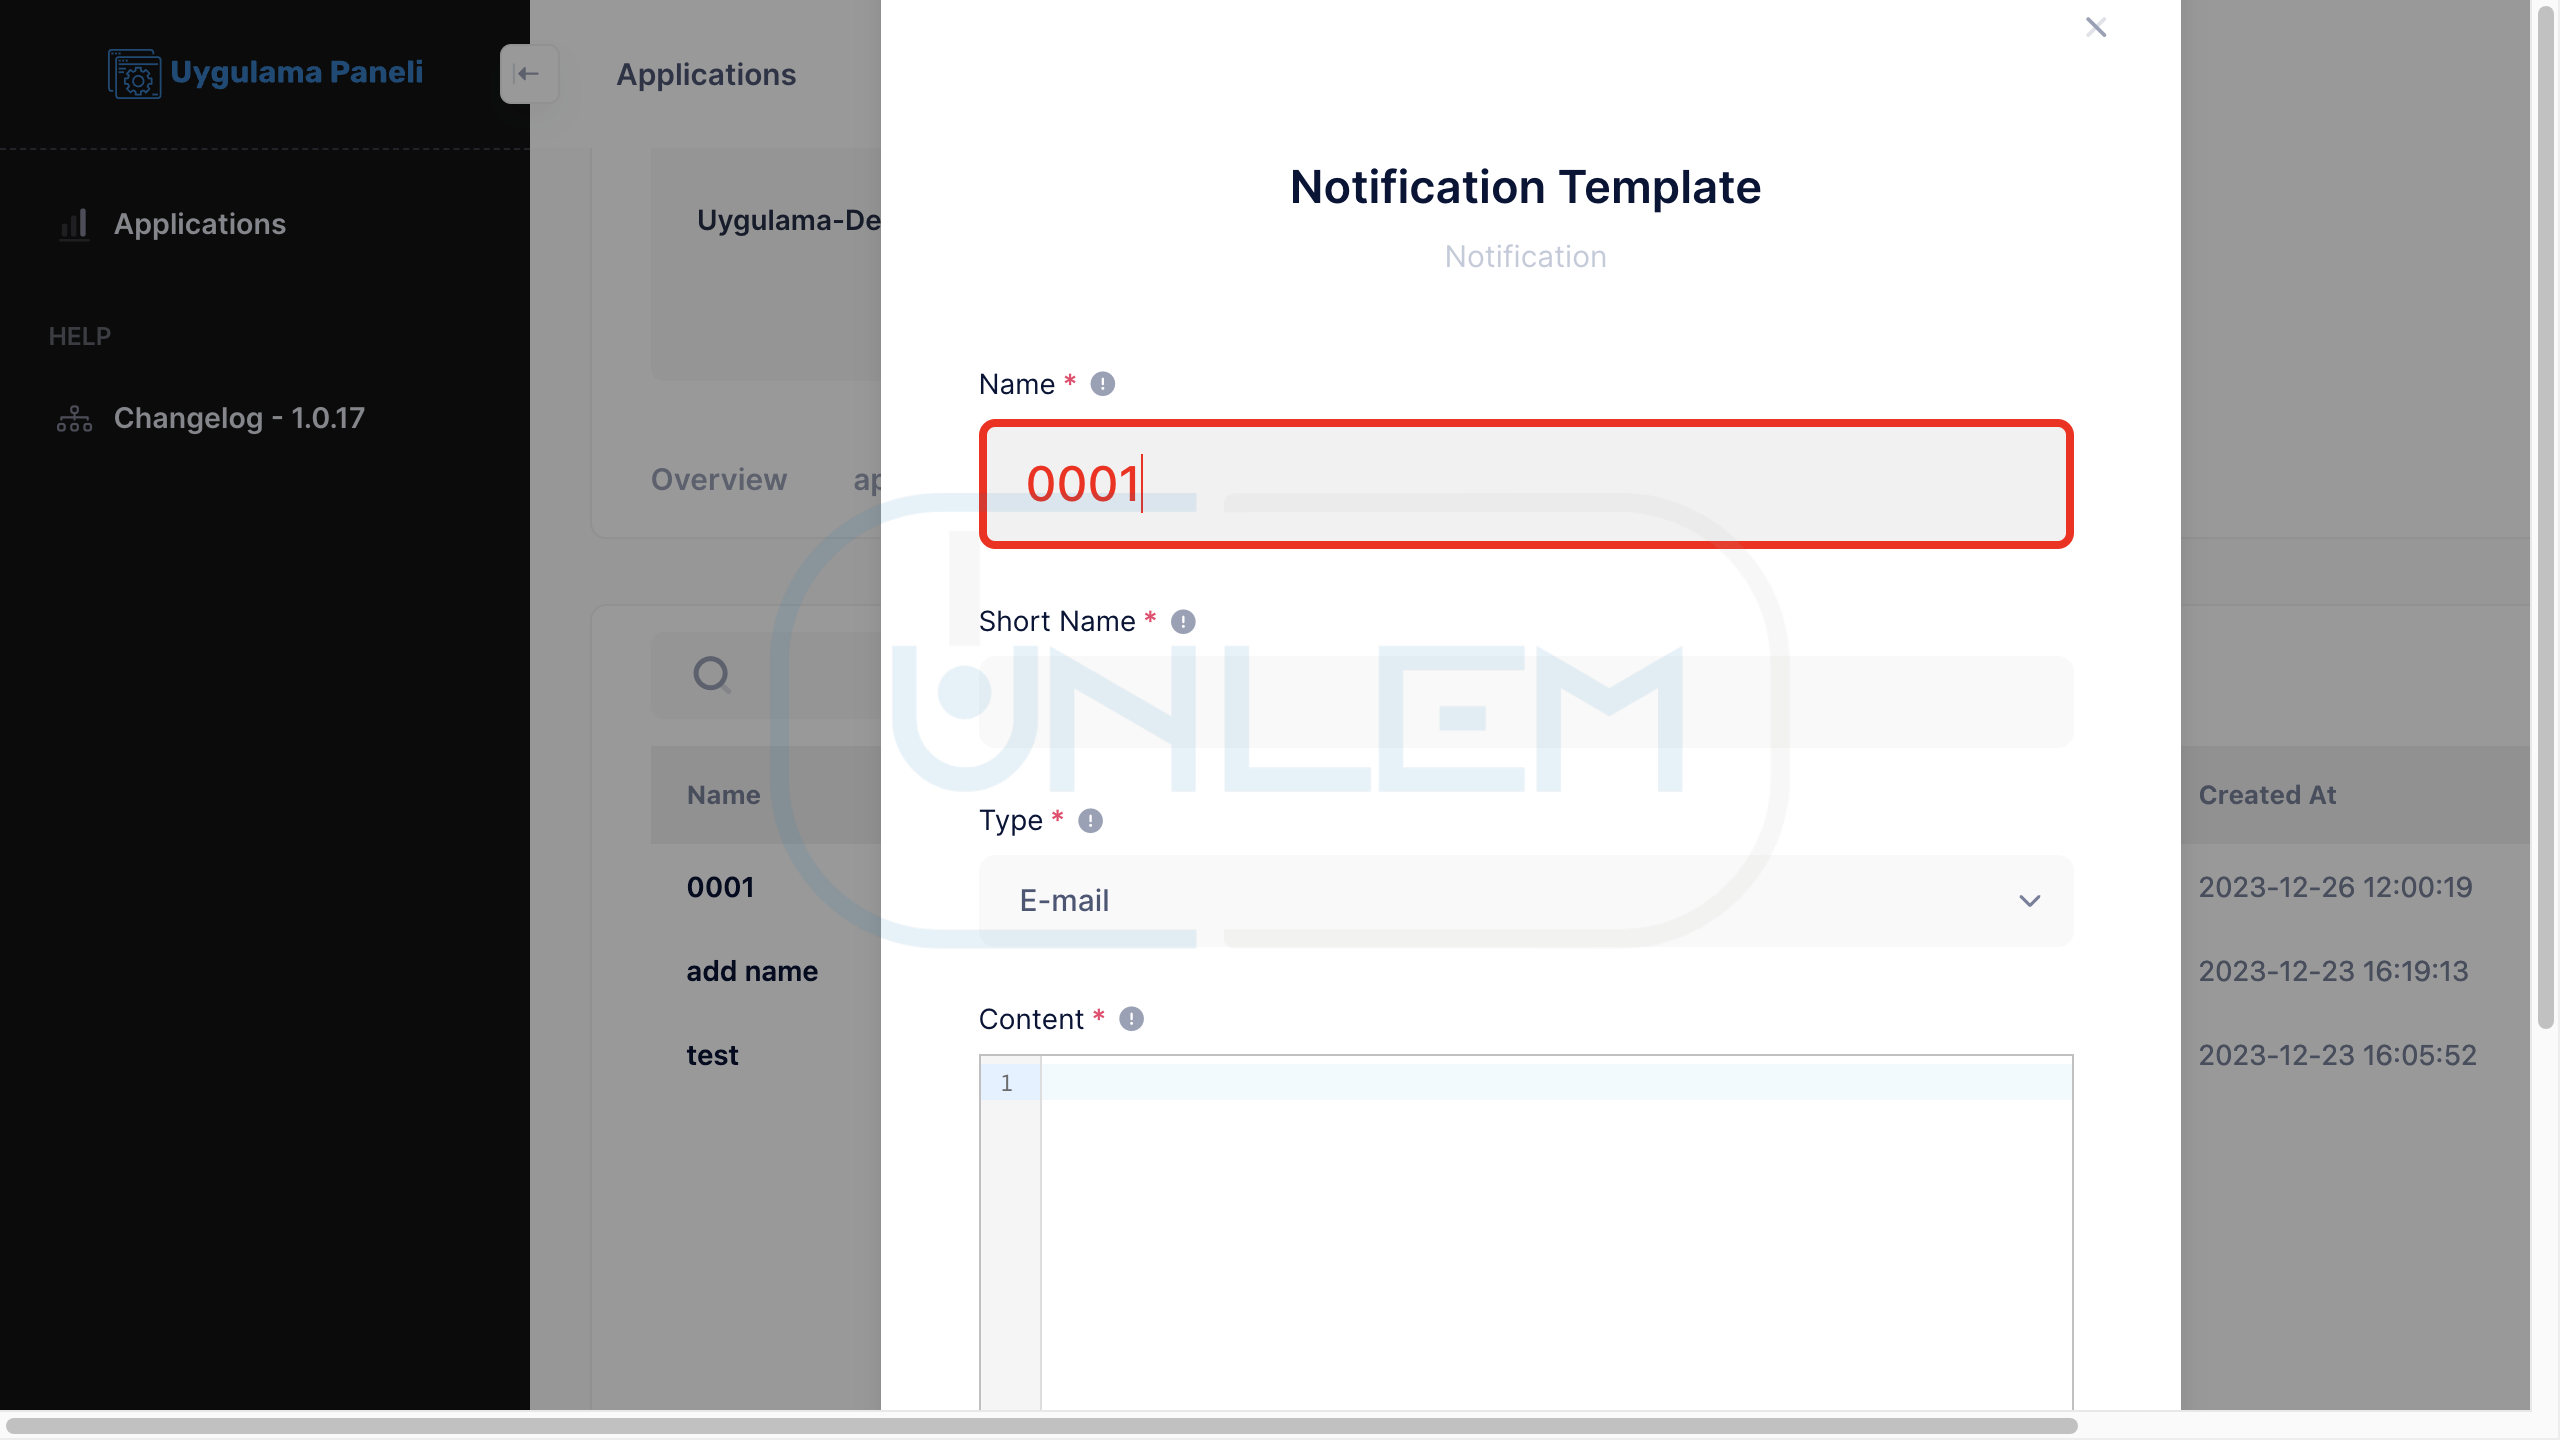 Uygulama Paneli
Applications
HELP
Changelog - 1.0.17
Applications
Uygulama-De
Overview
ap
Name
0001
add name
test
Notification Template
Notification
Name *
0001
Short Name *
Type *
E-mail
Content *
1
UNLEM
Created At
2023-12-26 12:00:19
2023-12-23 16:19:13
2023-12-23 16:05:52